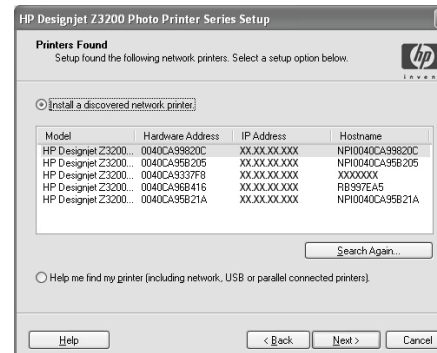 HP Designjet Z3200 Photo Printer Series Setup
Printers Found
Setup found the following network printers. Select a setup option below.
hp
i n v e n
Install a discovered network printer.
Model Hardware Address IP Address Hostname
HP Designjet Z3200... 0040CA99820C XX.XX.XX.XXX NPI0040CA99820C
HP Designjet Z3200... 0040CA95B205 XX.XX.XX.XXX NPI0040CA95B205
HP Designjet Z3200... 0040CA9337F8 XX.XX.XX.XXX XXXXXXX
HP Designjet Z3200... 0040CA96B416 XX.XX.XX.XXX RB997EA5
HP Designjet Z3200... 0040CA95B21A XX.XX.XX.XXX NPI0040CA95B21A
Search Again...
Help me find my printer (including network, USB or parallel connected printers).
Help < Back Next > Cancel